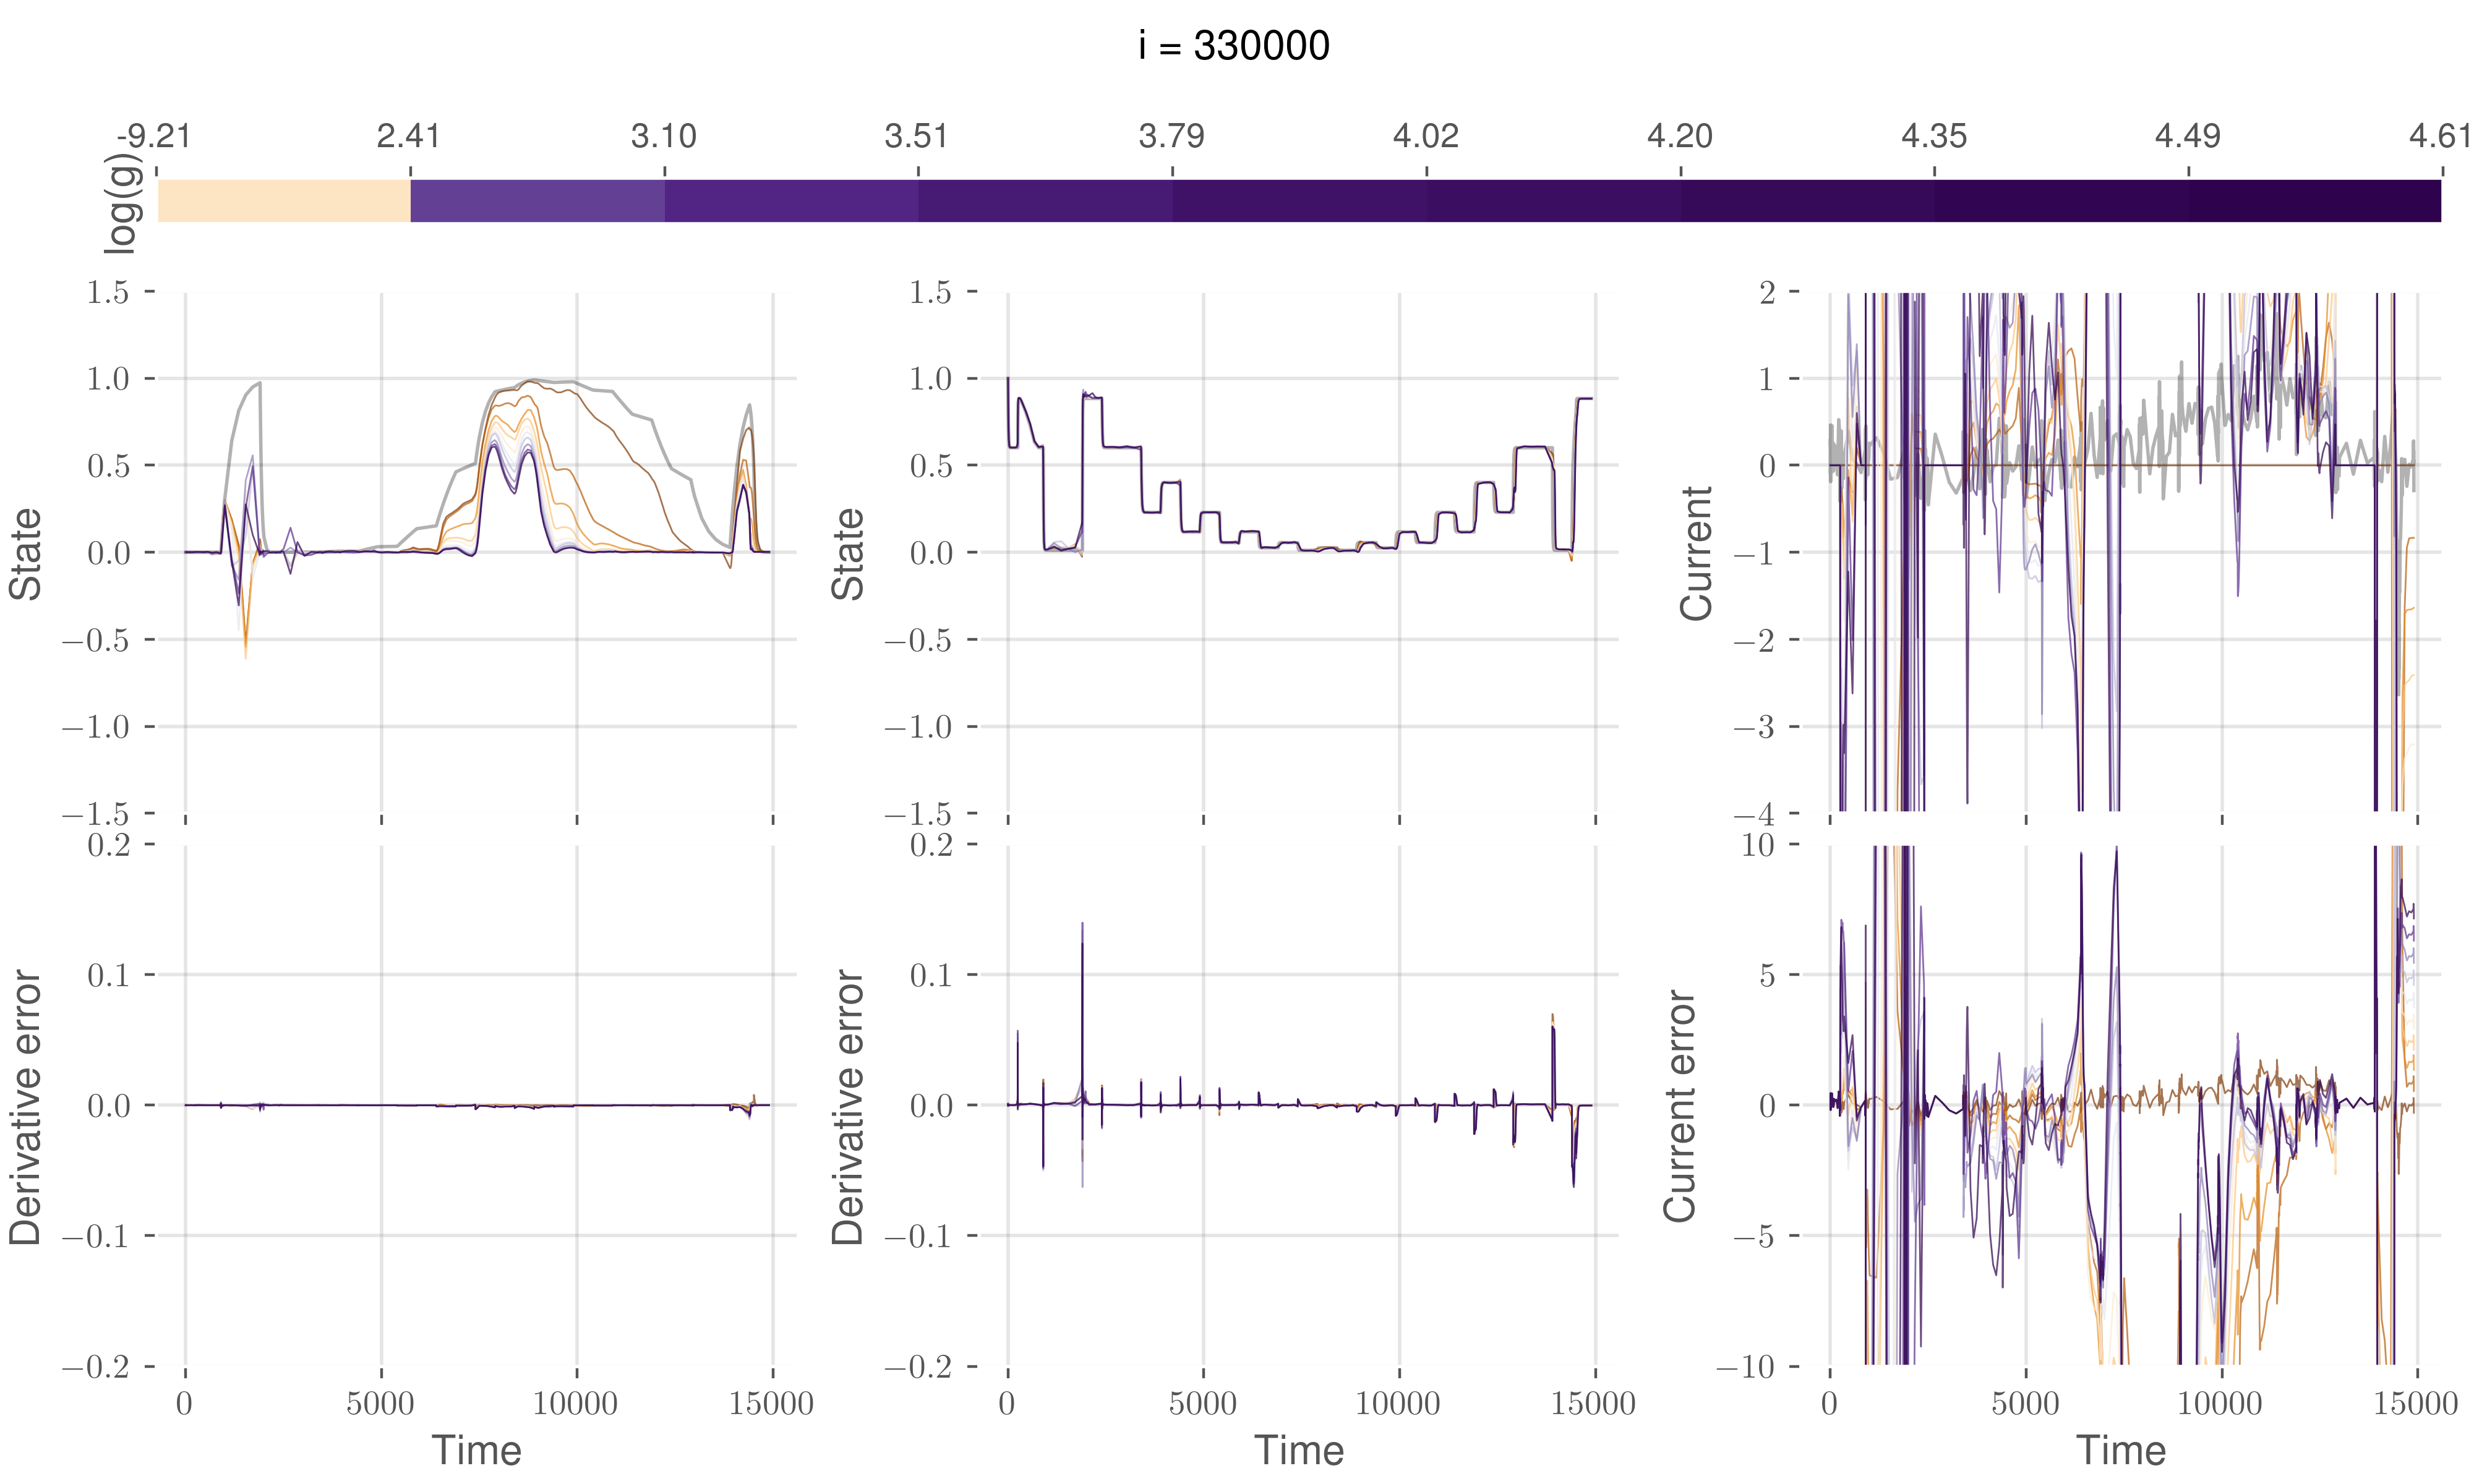 i = 330000
-9.21 2.41 3.10 3.51 3.79 4.02 4.20 4.35 4.49 4.61
log(g)
1.5 1.0 0.5 0.0 −0.5 −1.0 −1.5
State
1.5 1.0 0.5 0.0 −0.5 −1.0 −1.5
State
2 1 0 −1 −2 −3 −4
Current
0.2 0.1 0.0 −0.1 −0.2
Derivative error
0 5000 10000 15000
Time
0.2 0.1 0.0 −0.1 −0.2
Derivative error
0 5000 10000 15000
Time
10 5 0 −5 −10
Current error
0 5000 10000 15000
Time